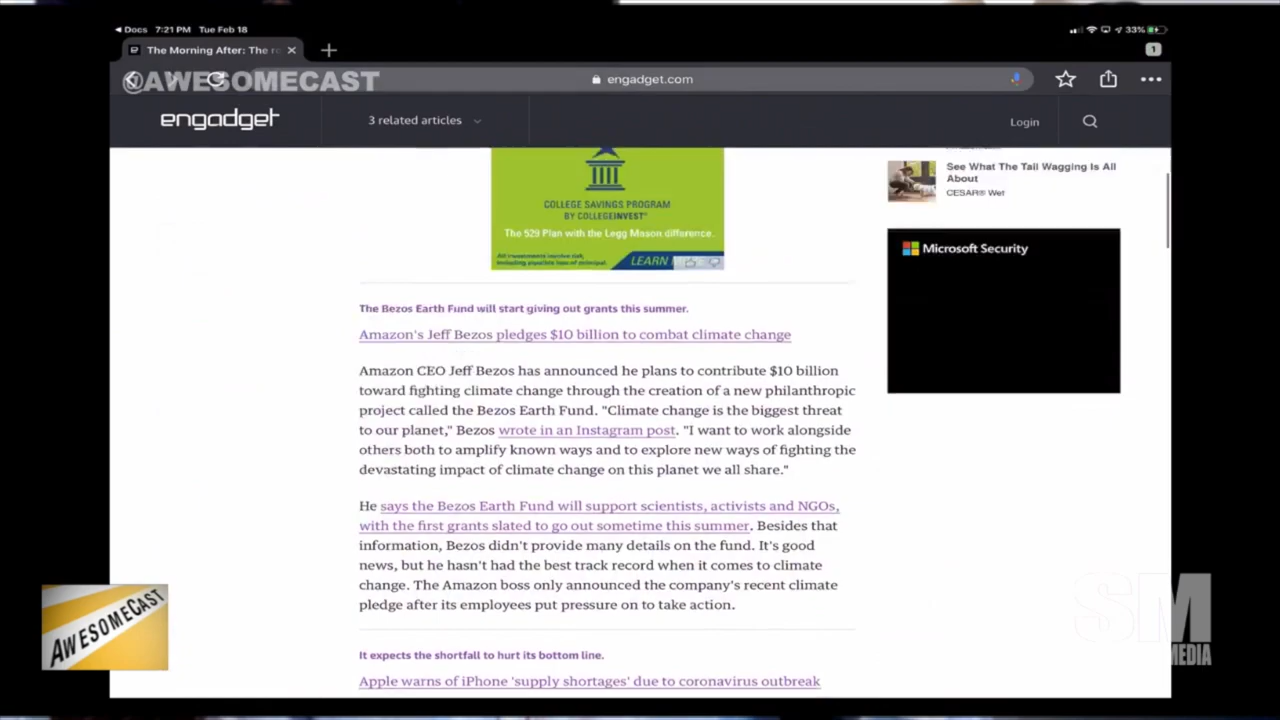 Docs 7:21 PM Tue Feb 18
33%
The Morning After: The ro
1
@AWESOMECAST
engadget.com
engadget
3 related articles
Login
COLLEGE SAVINGS PROGRAM
BY COLLEGEINVEST®
The 529 Plan with the Legg Mason difference.
All investments involve risk,
including possible loss of principal.
LEARN
See What The Tail Wagging Is All
About
CESAR® Wet
Microsoft Security
The Bezos Earth Fund will start giving out grants this summer.
Amazon's Jeff Bezos pledges $10 billion to combat climate change
Amazon CEO Jeff Bezos has announced he plans to contribute $10 billion
toward fighting climate change through the creation of a new philanthropic
project called the Bezos Earth Fund. "Climate change is the biggest threat
to our planet," Bezos wrote in an Instagram post. "I want to work alongside
others both to amplify known ways and to explore new ways of fighting the
devastating impact of climate change on this planet we all share."
He says the Bezos Earth Fund will support scientists, activists and NGOs,
with the first grants slated to go out sometime this summer. Besides that
information, Bezos didn't provide many details on the fund. It's good
news, but he hasn't had the best track record when it comes to climate
change. The Amazon boss only announced the company's recent climate
pledge after its employees put pressure on to take action.
It expects the shortfall to hurt its bottom line.
Apple warns of iPhone 'supply shortages' due to coronavirus outbreak
AWESOMECAST
SM
MEDIA